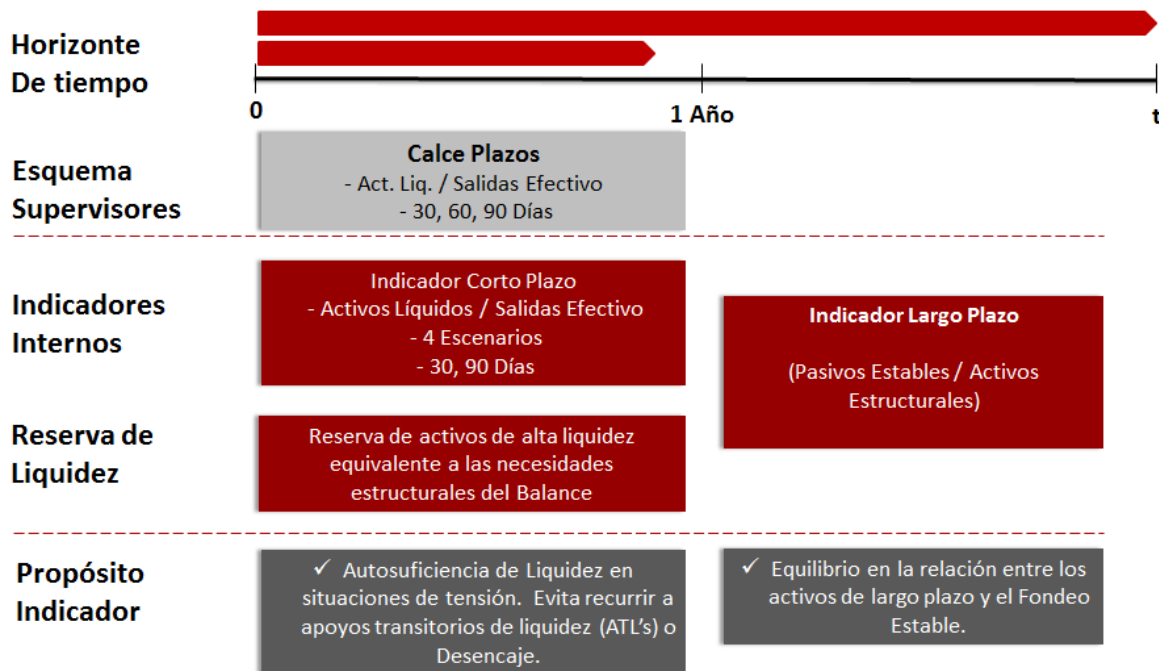 Horizonte
De tiempo
0
1 Año
t
Esquema
Supervisores
Calce Plazos
- Act. Liq. / Salidas Efectivo
- 30, 60, 90 Días
Indicadores
Internos
Indicador Corto Plazo
- Activos Líquidos / Salidas Efectivo
- 4 Escenarios
- 30, 90 Días
Indicador Largo Plazo
(Pasivos Estables / Activos
Estructurales)
Reserva de
Liquidez
Reserva de activos de alta liquidez
equivalente a las necesidades
estructurales del Balance
Propósito
Indicador
✓ Autosuficiencia de Liquidez en
situaciones de tensión. Evita recurrir a
apoyos transitorios de liquidez (ATL’s) o
Desencaje.
✓ Equilibrio en la relación entre los
activos de largo plazo y el Fondeo
Estable.